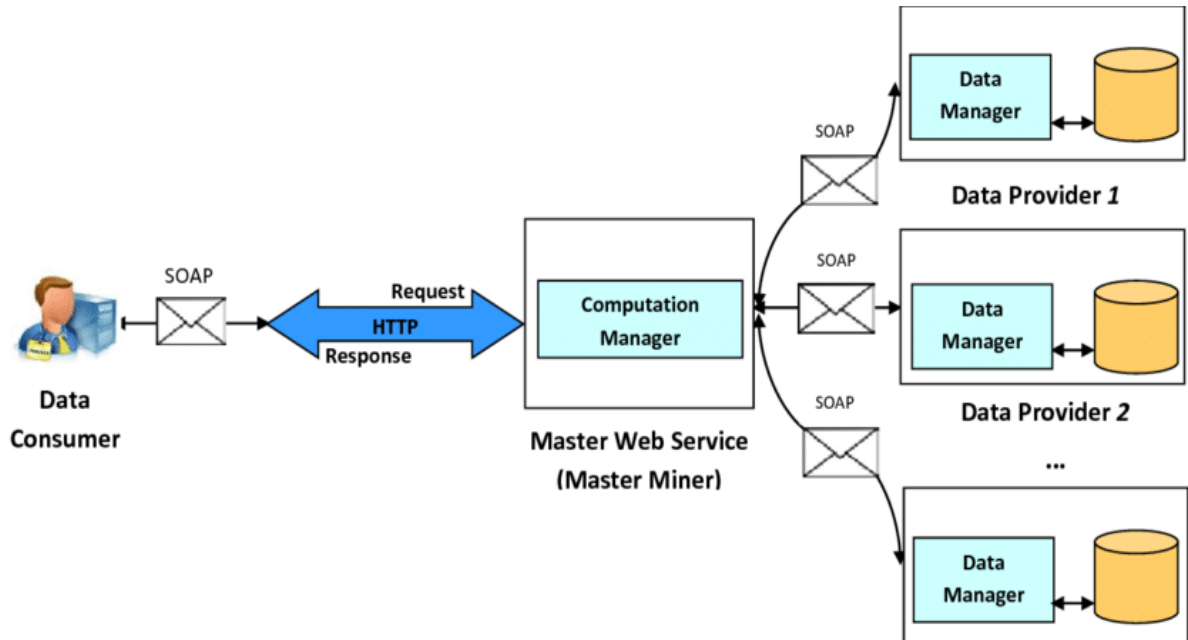 SOAP
Data
Consumer
Request
HTTP
Response
Computation
Manager
Master Web Service
(Master Miner)
SOAP
Data
Manager
Data Provider 1
SOAP
Data
Manager
Data Provider 2
...
SOAP
Data
Manager